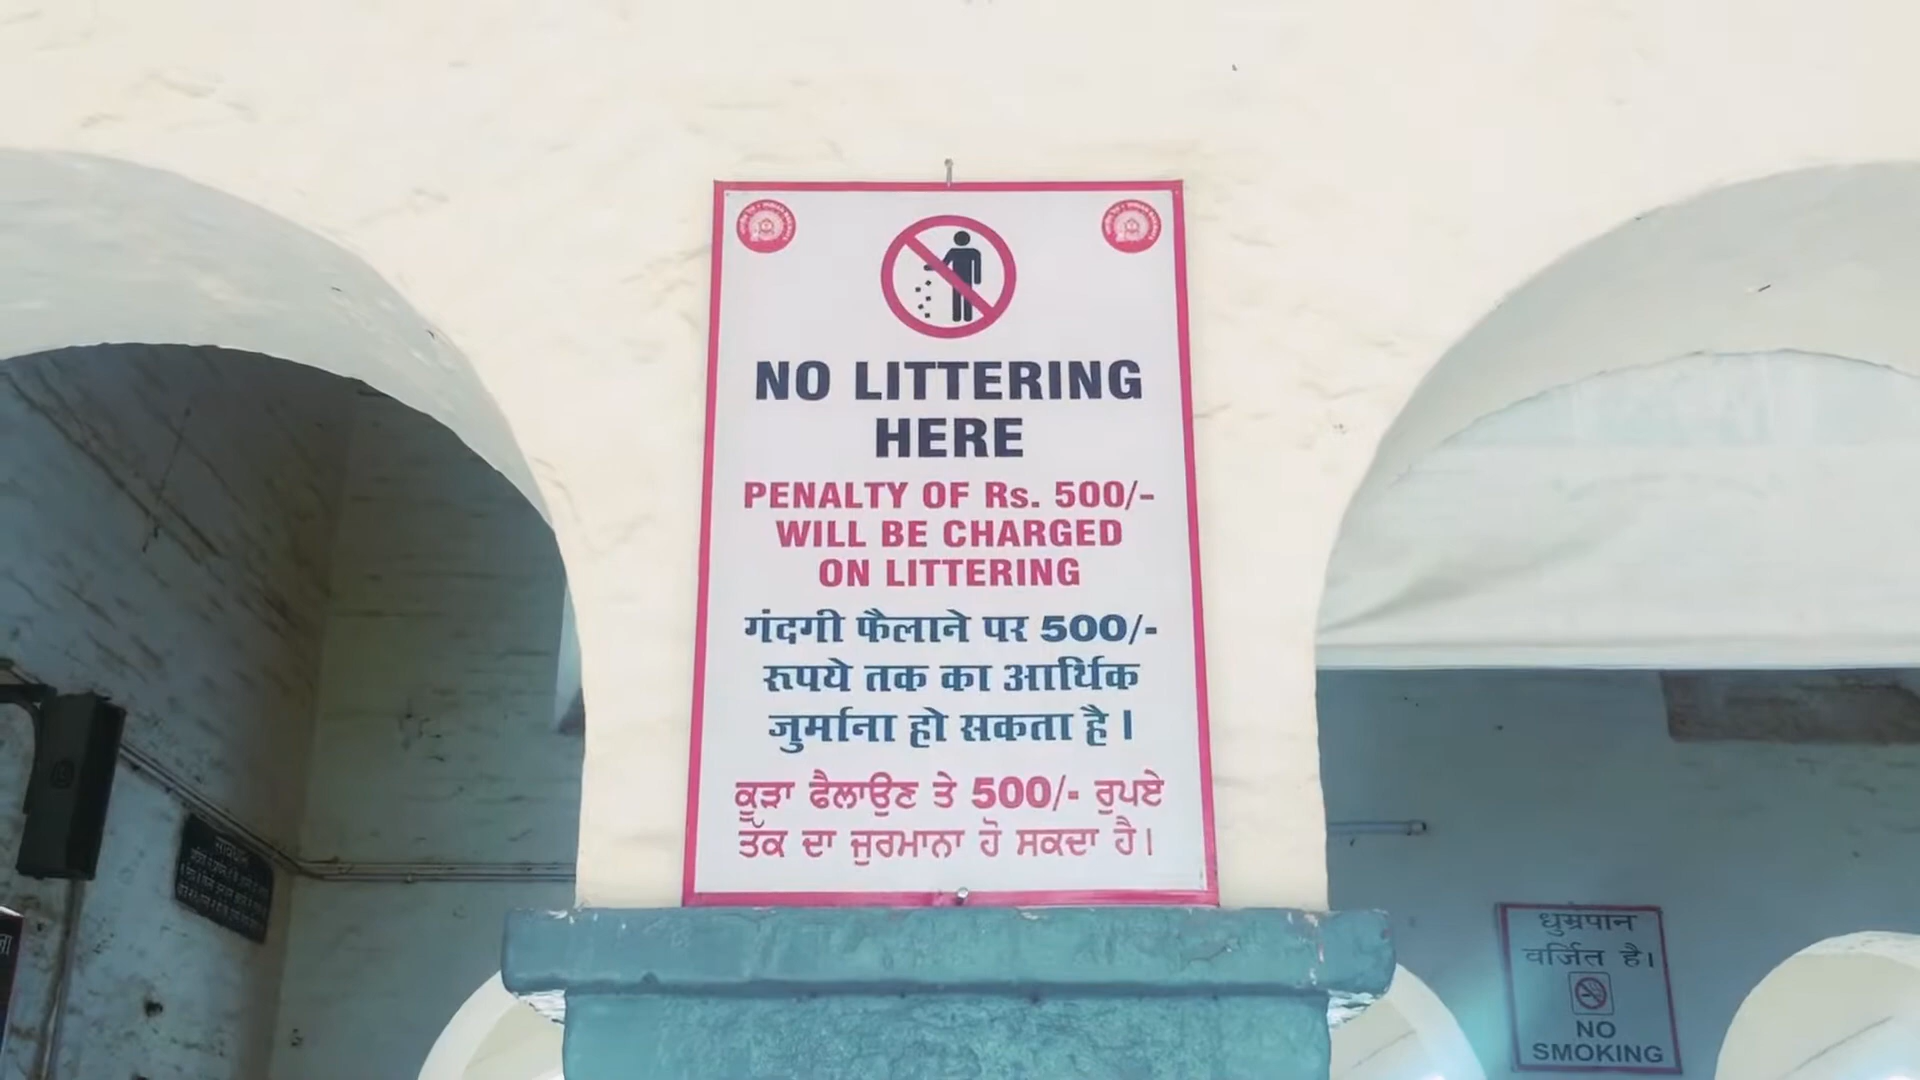 NO LITTERING
HERE
PENALTY OF Rs. 500/-
WILL BE CHARGED
ON LITTERING
गंदगी फैलाने पर 500/-
रूपये तक का आर्थिक
जुर्माना हो सकता है।
ਕੂੜਾ ਫੈਲਾਉਣ ਤੇ 500/- ਰੁਪਏ
ਤੱਕ ਦਾ ਜੁਰਮਾਨਾ ਹੋ ਸਕਦਾ ਹੈ।
धुम्रपान
वर्जित है।
NO
SMOKING